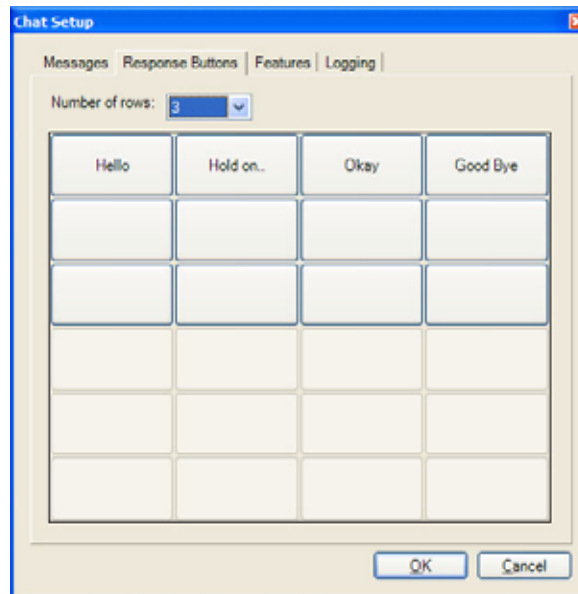 Chat Setup
Messages Response Buttons Features Logging
Number of rows: 3
Hello Hold on.. Okay Good Bye
OK Cancel